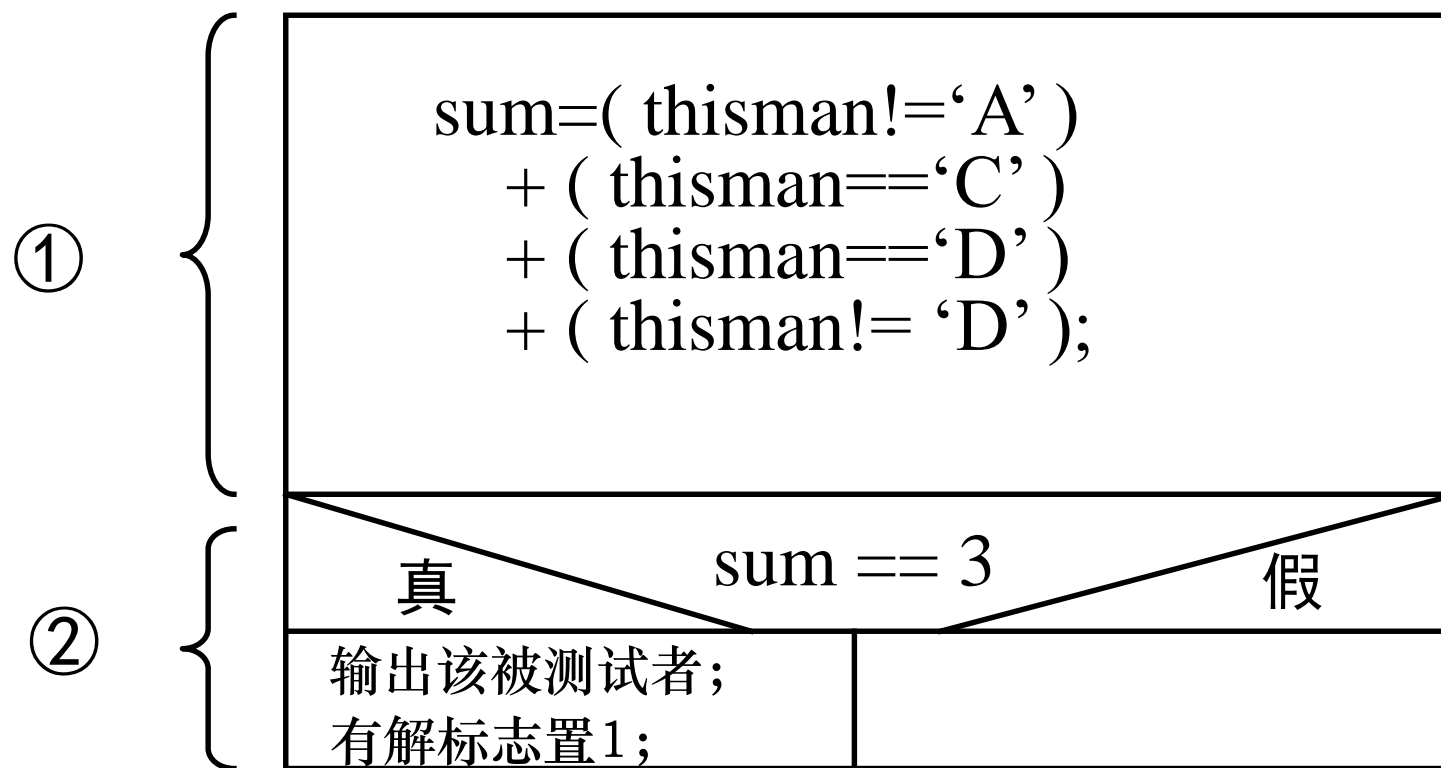 sum=( thisman!=‘A’ )
+ ( thisman==‘C’ )
①
+ ( thisman==‘D’ )
+ ( thisman!= ‘D’ );
sum == 3
真
假
②
输出该被测试者；
有解标志置1；